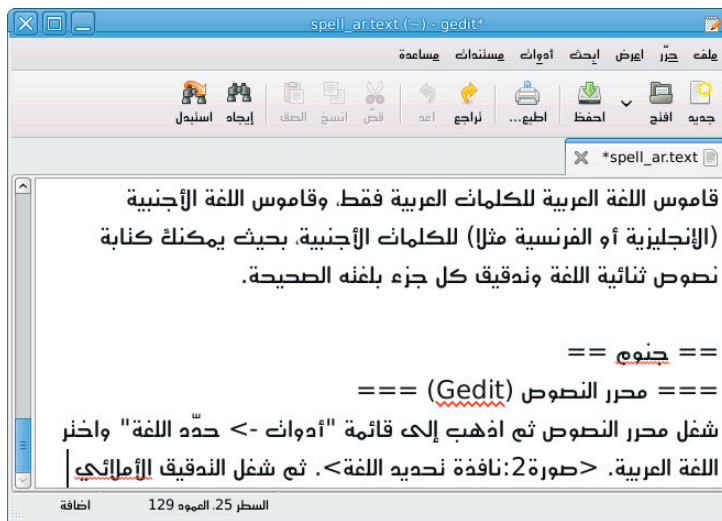 spell_ar.text (~) - gedit*
ملف حرّر اعرض ابحث أدوات مستندات مساعدة
جديد افتح احفظ اطبع... تراجع أعد قصّ انسخ الصق إيجاد استبدل
*spell_ar.text
قاموس اللغة العربية للكلمات العربية فقط، وقاموس اللغة الأجنبية
(الإنجليزية أو الفرنسية مثلا) للكلمات الأجنبية، بحيث يمكنك كتابة
نصوص ثنائية اللغة وتدقيق كل جزء بلغته الصحيحة.
== جنوم ==
=== محرر النصوص (Gedit) ===
شغل محرر النصوص ثم اذهب إلى قائمة "أدوات -> حدّد اللغة" واختر
اللغة العربية. <صورة2:نافذة تحديد اللغة>. ثم شغل التدقيق الأملائي
السطر 25، العمود 129 اضافة